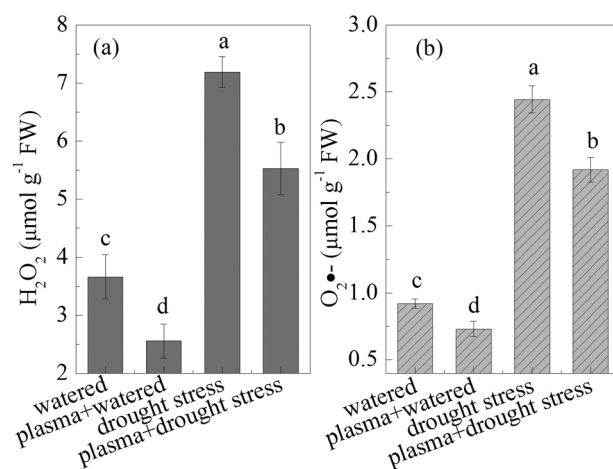 (a)
H₂O₂ (μmol g⁻¹ FW)
8
7
6
5
4
3
2
c
d
a
b
watered
plasma+watered
drought stress
plasma+drought stress
(b)
O₂●- (μmol g⁻¹ FW)
3.0
2.5
2.0
1.5
1.0
0.5
c
d
a
b
watered
plasma+watered
drought stress
plasma+drought stress